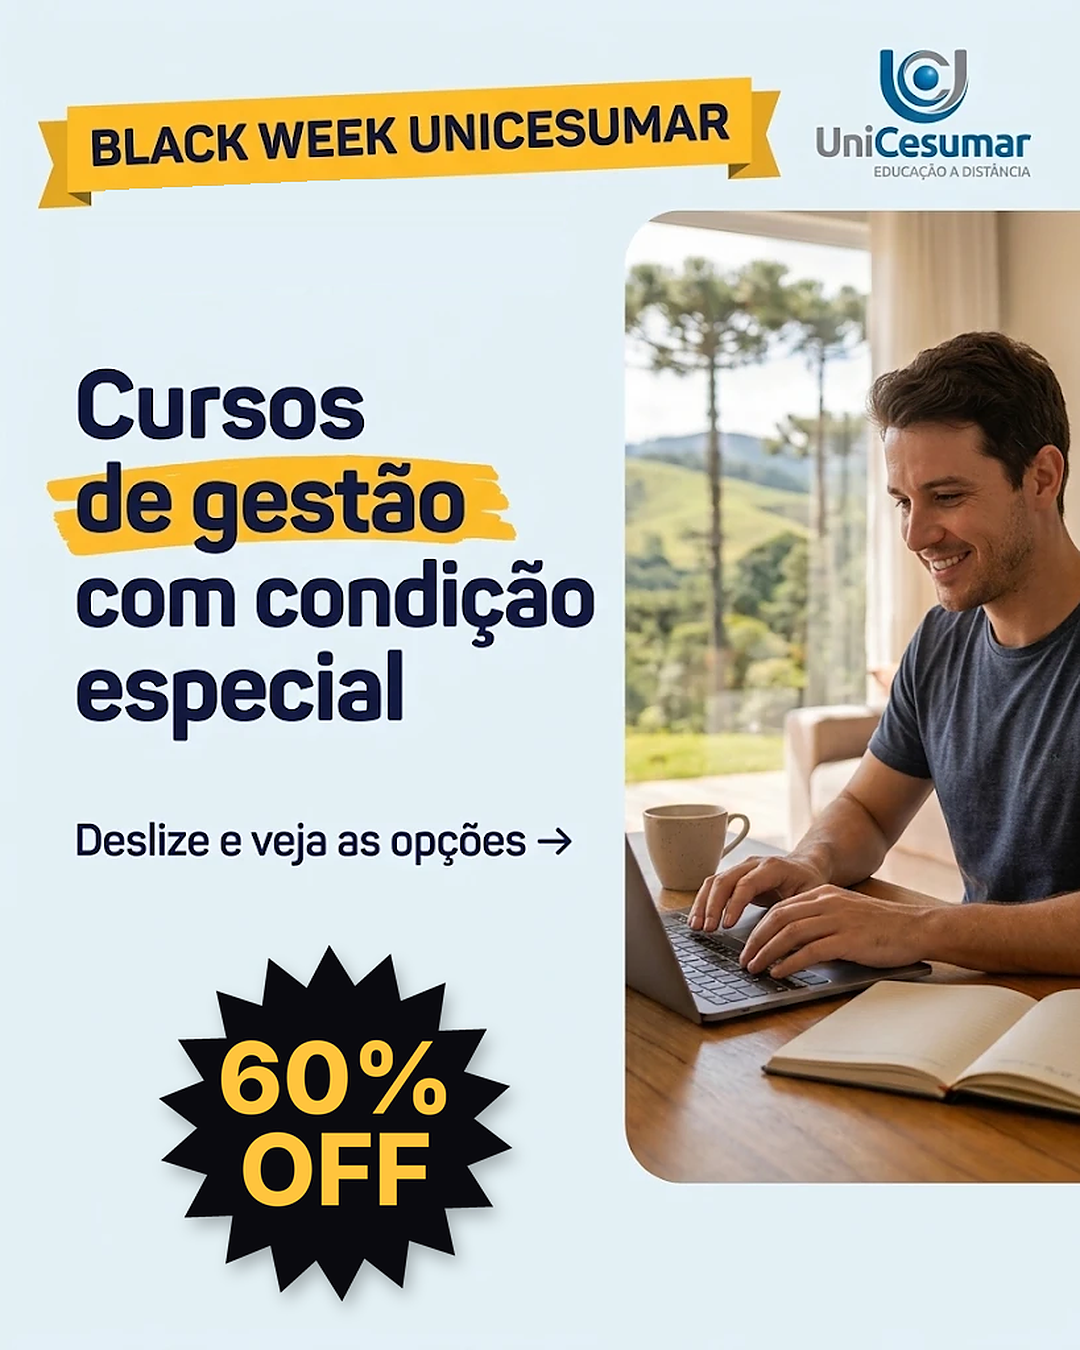 BLACK WEEK UNICESUMAR
UniCesumar
EDUCAÇÃO A DISTÂNCIA
Cursos
de gestão
com condição
especial
Deslize e veja as opções →
60%
OFF